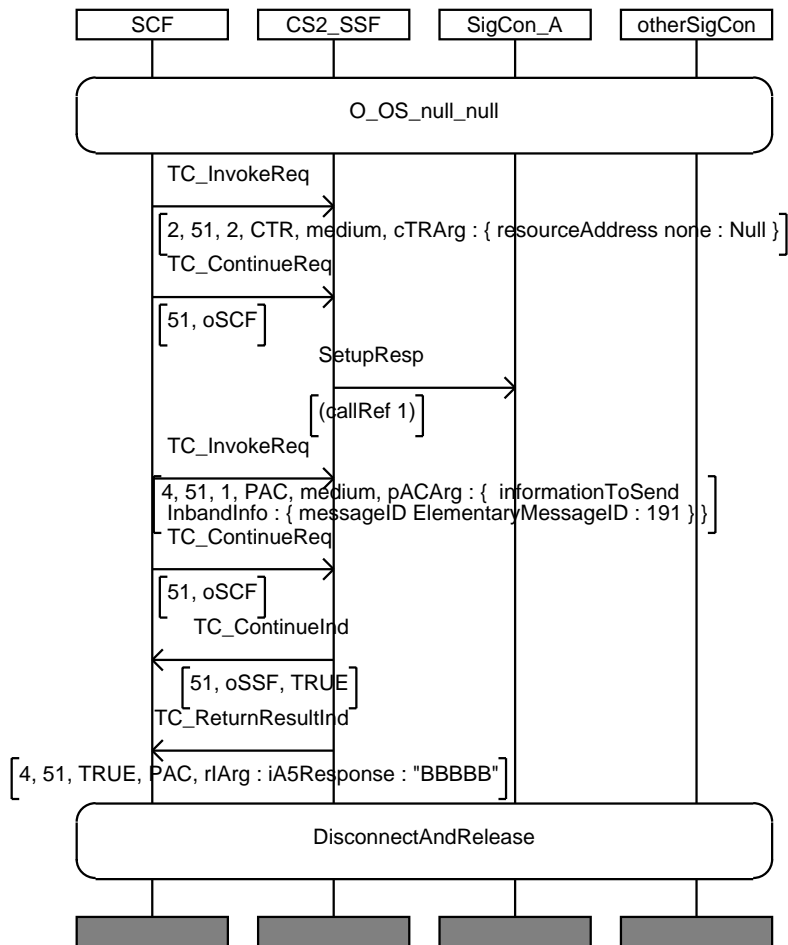 SCF CS2_SSF SigCon_A otherSigCon
O_OS_null_null
TC_InvokeReq
2, 51, 2, CTR, medium, cTRArg : { resourceAddress none : Null }
TC_ContinueReq
51, oSCF
SetupResp
(callRef 1)
TC_InvokeReq
4, 51, 1, PAC, medium, pACArg : { informationToSend
InbandInfo : { messageID ElementaryMessageID : 191 } }
TC_ContinueReq
51, oSCF
TC_ContinueInd
51, oSSF, TRUE
TC_ReturnResultInd
4, 51, TRUE, PAC, rIArg : iA5Response : "BBBBB"
DisconnectAndRelease